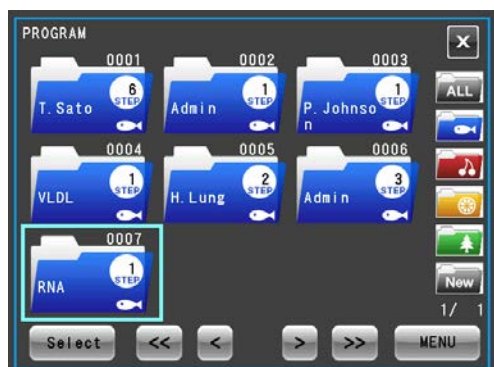 PROGRAM
X
0001 0002 0003
6 STEP 1 STEP 1 STEP
T.Sato Admin P.Johnso
n
ALL
0004 0005 0006
1 STEP 2 STEP 3 STEP
VLDL H.Lung Admin
0007
1 STEP
RNA
New
1/ 1
Select << < > >> MENU